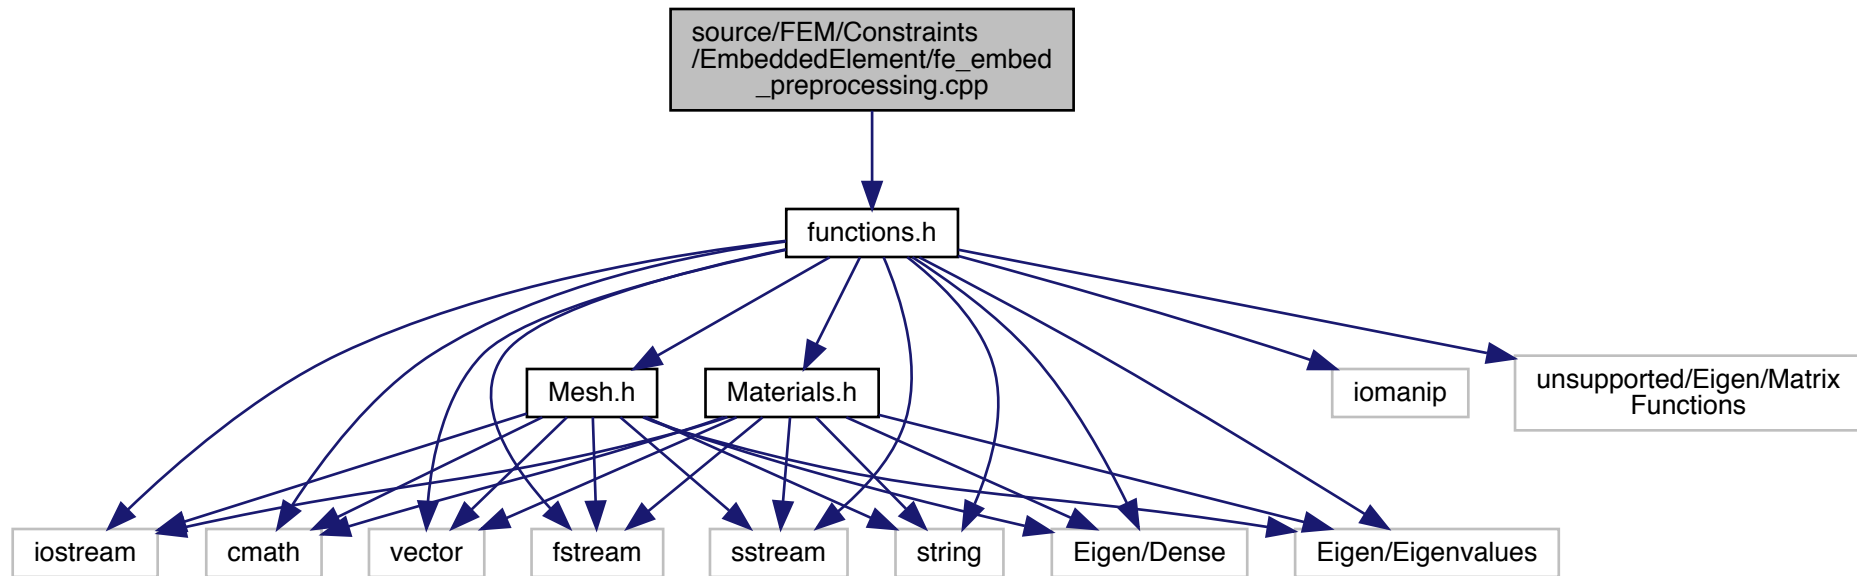 source/FEM/Constraints
/EmbeddedElement/fe_embed
_preprocessing.cpp
functions.h
Mesh.h
Materials.h
iomanip
unsupported/Eigen/Matrix
Functions
iostream
cmath
vector
fstream
sstream
string
Eigen/Dense
Eigen/Eigenvalues